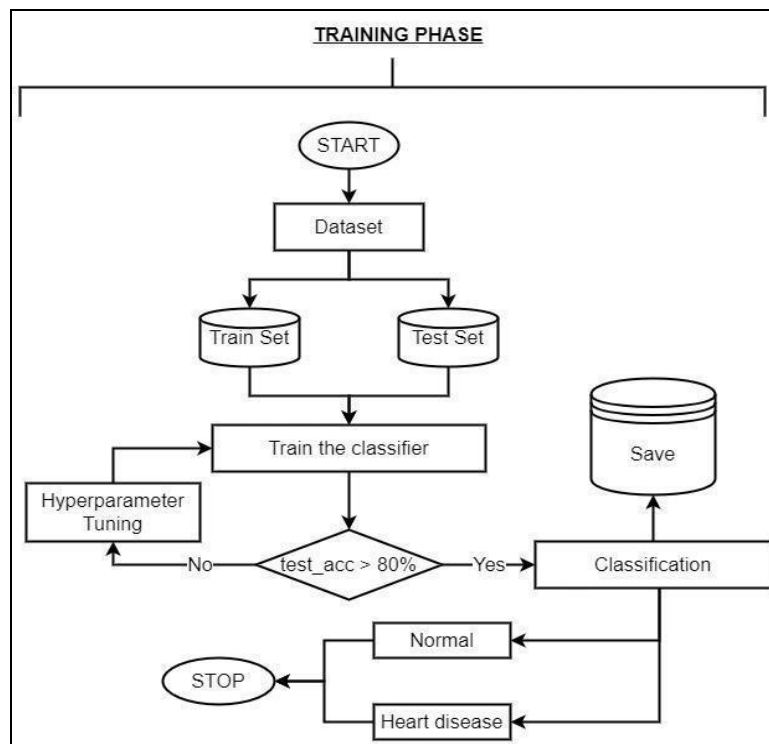 TRAINING PHASE
START
Dataset
Train Set
Test Set
Train the classifier
Save
Hyperparameter
Tuning
No
test_acc > 80%
Yes
Classification
Normal
STOP
Heart disease